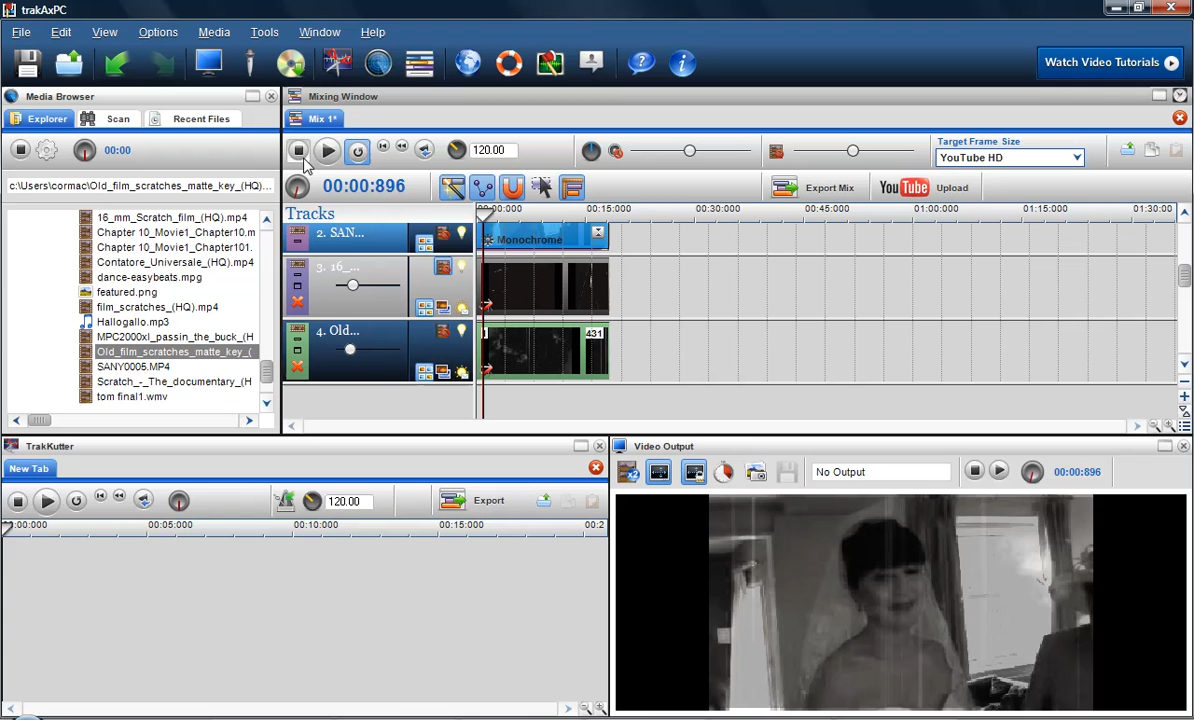 trakAxPC
File Edit View Options Media Tools Window Help
Watch Video Tutorials
Media Browser
Explorer Scan Recent Files
00:00
c:\Users\cormac\Old_film_scratches_matte_key_(HQ)...
16_mm_Scratch_film_(HQ).mp4
Chapter 10_Movie1_Chapter10.m
Chapter 10_Movie1_Chapter101.
Contatore_Universale_(HQ).mp4
dance-easybeats.mpg
featured.png
film_scratches_(HQ).mp4
Hallogallo.mp3
MPC2000xl_passin_the_buck_(H
Old_film_scratches_matte_key_(
SANY0005.MP4
Scratch_-_The_documentary_(H
tom final1.wmv
Mixing Window
Mix 1*
120.00
Target Frame Size
YouTube HD
00:00:896
Export Mix
YouTube Upload
Tracks
00:00:000 00:15:000 00:30:000 00:45:000 01:00:000 01:15:000 01:30:00
2. SAN...
Monochrome
3. 16_...
4. Old...
431
TrakKutter
New Tab
120.00
Export
00:00:000 00:05:000 00:10:000 00:15:000 00:2
Video Output
x2
No Output
00:00:896